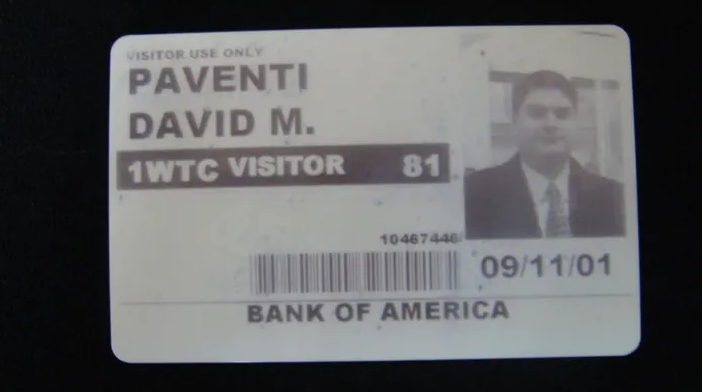 VISITOR USE ONLY
PAVENTI
DAVID M.
1WTC VISITOR 81
10467446
09/11/01
BANK OF AMERICA